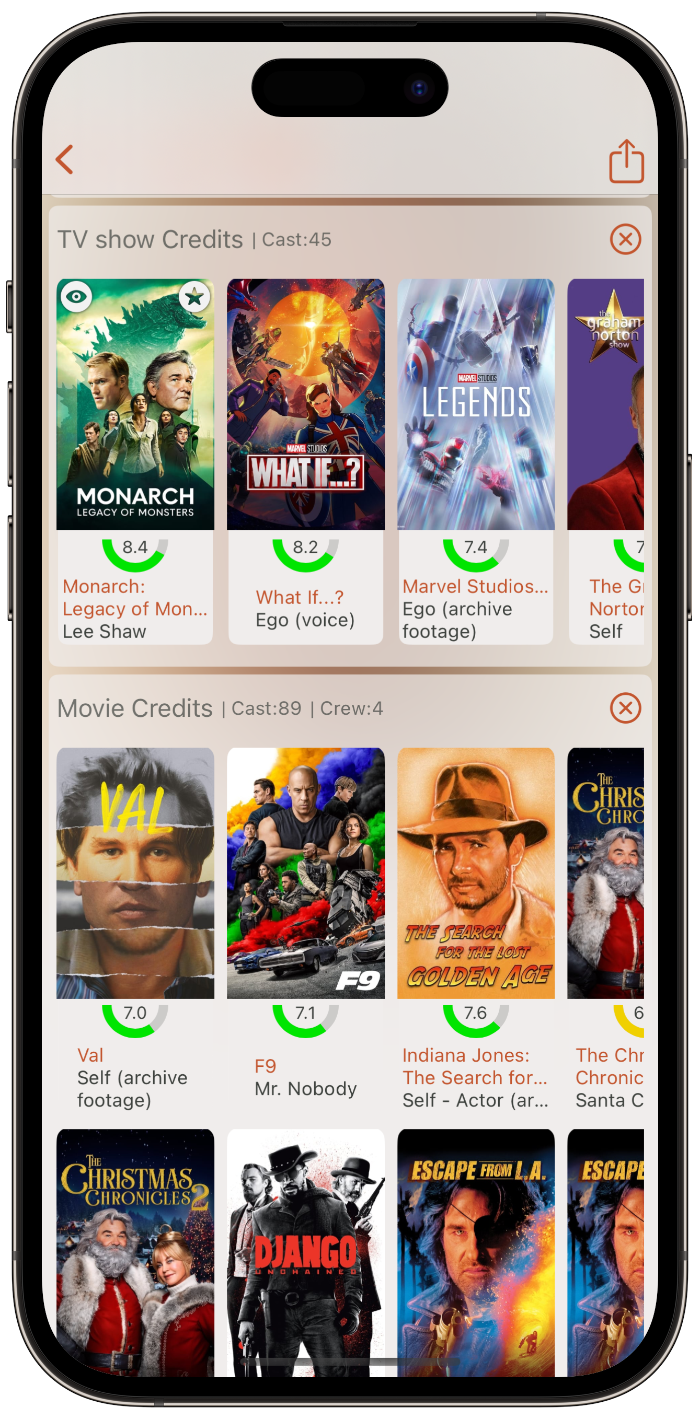 TV show Credits | Cast:45
MONARCH
LEGACY OF MONSTERS
MARVEL STUDIOS
WHAT IF...?
MARVEL STUDIOS
LEGENDS
the
graham
norton
show
8.4
8.2
7.4
7
Monarch:
Legacy of Mon...
Lee Shaw
What If...?
Ego (voice)
Marvel Studios...
Ego (archive
footage)
The G
Norton
Self
Movie Credits | Cast:89 | Crew:4
VAL
F9
THE SEARCH
FOR THE LOST
GOLDEN AGE
THE
CHRIS
CHRO
7.0
7.1
7.6
6
Val
Self (archive
footage)
F9
Mr. Nobody
Indiana Jones:
The Search for...
Self - Actor (ar...
The Chr
Chronic
Santa C
THE
CHRISTMAS
CHRONICLES 2
DJANGO
UNCHAINED
ESCAPE FROM L.A.
ESCAPE